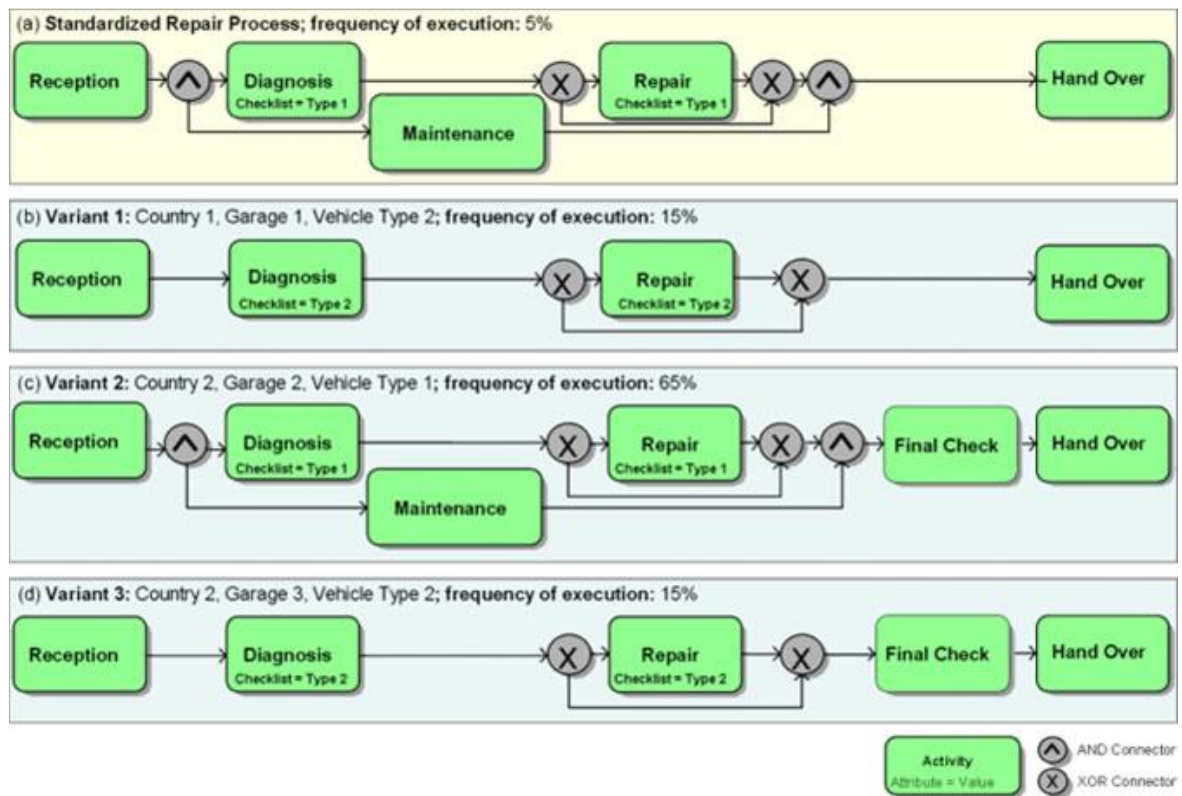 (a) Standardized Repair Process; frequency of execution: 5%
Reception
Diagnosis
Checklist = Type 1
Repair
Checklist = Type 1
Hand Over
Maintenance
(b) Variant 1: Country 1, Garage 1, Vehicle Type 2; frequency of execution: 15%
Reception
Diagnosis
Checklist = Type 2
X
Repair
Checklist = Type 2
X
Hand Over
(c) Variant 2: Country 2, Garage 2, Vehicle Type 1; frequency of execution: 65%
Reception
Diagnosis
Checklist = Type 1
X
Repair
Checklist = Type 1
X
Final Check
Hand Over
Maintenance
(d) Variant 3: Country 2, Garage 3, Vehicle Type 2; frequency of execution: 15%
Reception
Diagnosis
Checklist = Type 2
X
Repair
Checklist = Type 2
X
Final Check
Hand Over
Activity
Attribute = Value
AND Connector
X
XOR Connector